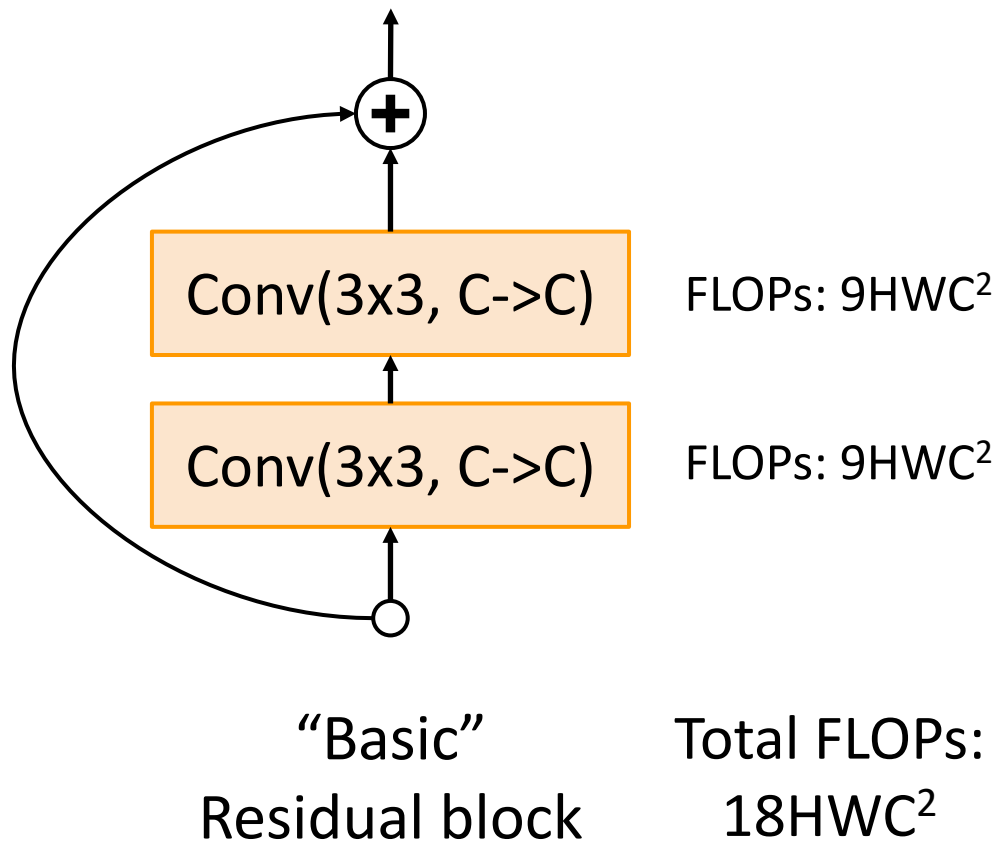 Conv(3x3, C->C)
FLOPs: 9HWC²
Conv(3x3, C->C)
FLOPs: 9HWC²
“Basic”
Residual block
Total FLOPs:
18HWC²